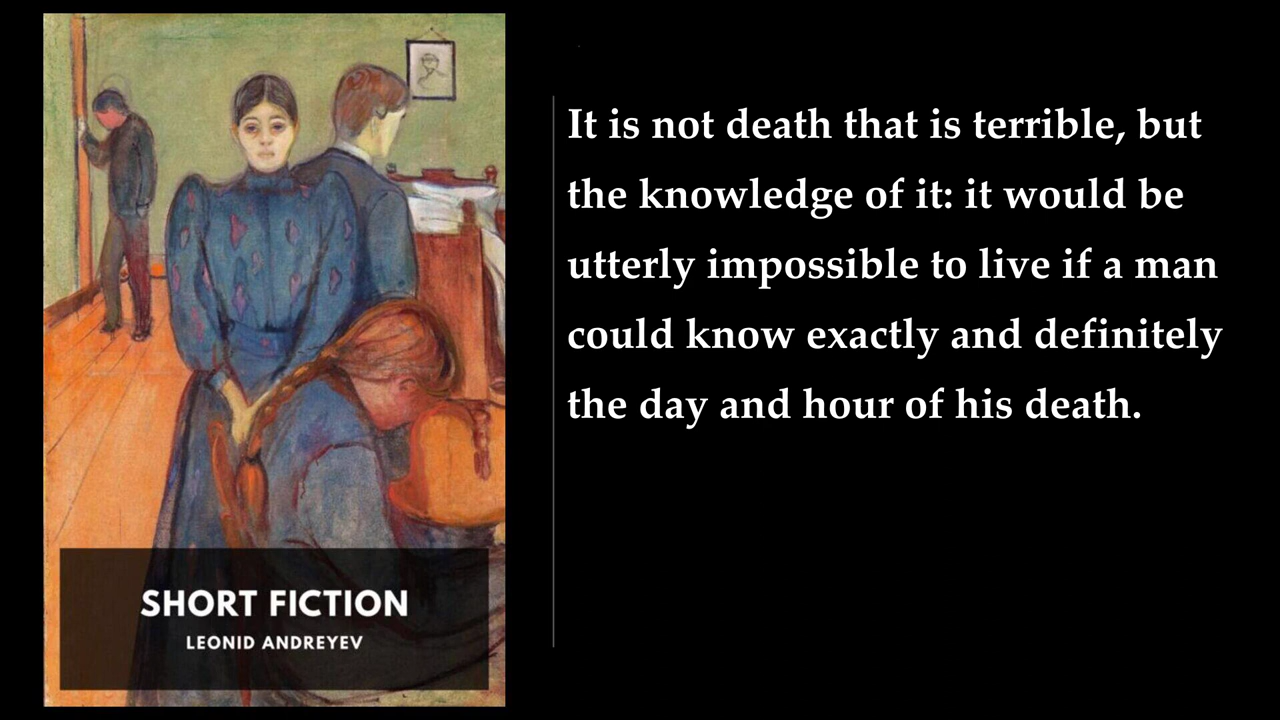 It is not death that is terrible, but
the knowledge of it: it would be
utterly impossible to live if a man
could know exactly and definitely
the day and hour of his death.
SHORT FICTION
LEONID ANDREYEV